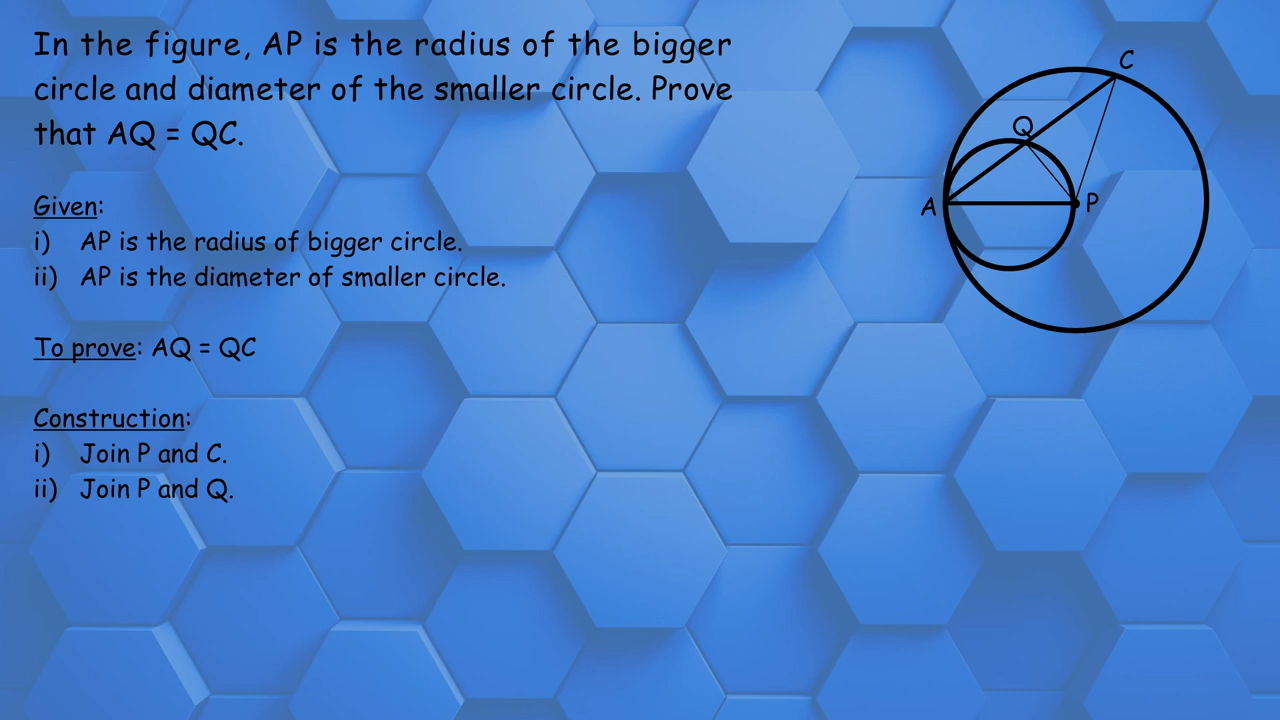 In the figure, AP is the radius of the bigger
circle and diameter of the smaller circle. Prove
that AQ = QC.
Given:
i) AP is the radius of bigger circle.
ii) AP is the diameter of smaller circle.
To prove: AQ = QC
Construction:
i) Join P and C.
ii) Join P and Q.
C
Q
A
P